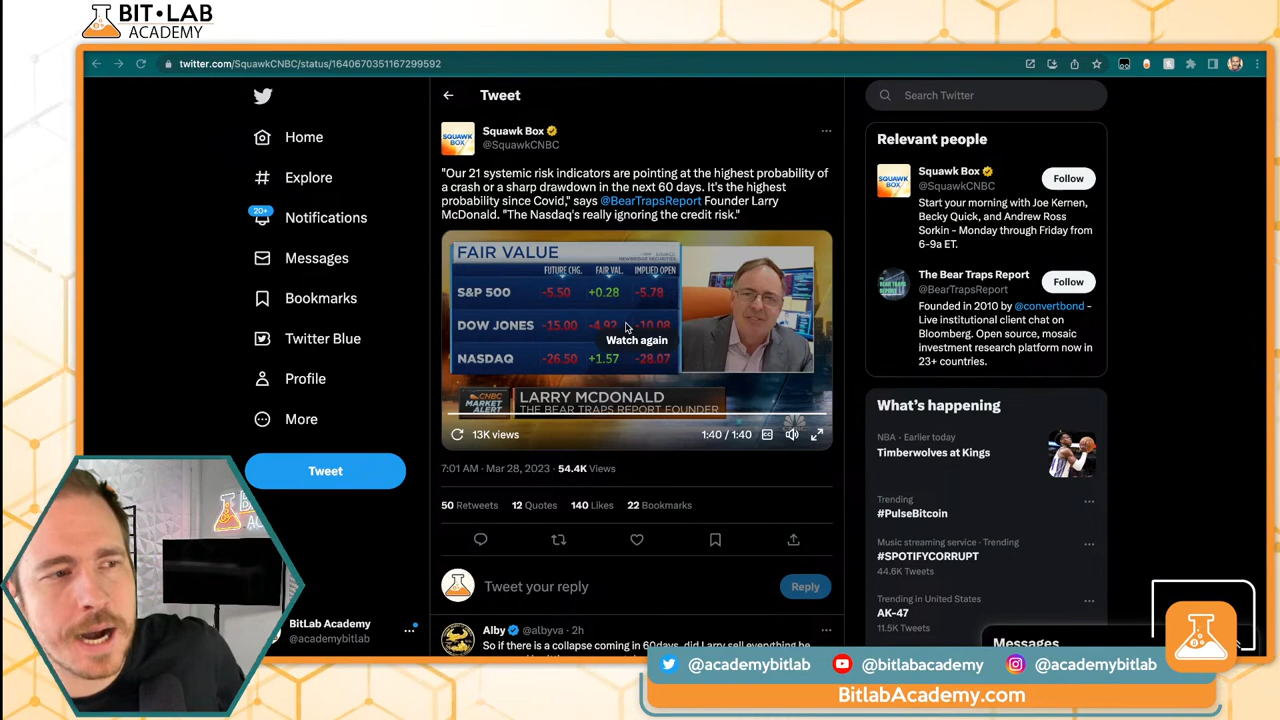 BIT•LAB
ACADEMY
twitter.com/SquawkCNBC/status/1640670351167299592
Home
Explore
20+
Notifications
Messages
Bookmarks
Twitter Blue
Profile
More
Tweet
BitLab Academy
@academybitlab
Tweet
SQUAWK
BOX
Squawk Box
@SquawkCNBC
"Our 21 systemic risk indicators are pointing at the highest probability of
a crash or a sharp drawdown in the next 60 days. It's the highest
probability since Covid," says @BearTrapsReport Founder Larry
McDonald. "The Nasdaq's really ignoring the credit risk."
FAIR VALUE
NEWBRIDGE SECURITIES
FUTURE CHG. FAIR VAL. IMPLIED OPEN
S&P 500 -5.50 +0.28 -5.78
DOW JONES -15.00 -4.92 -10.08
Watch again
NASDAQ -26.50 +1.57 -28.07
CNBC
MARKET
ALERT
LARRY MCDONALD
THE BEAR TRAPS REPORT FOUNDER
13K views
1:40 / 1:40
7:01 AM · Mar 28, 2023 · 54.4K Views
50 Retweets 12 Quotes 140 Likes 22 Bookmarks
Tweet your reply
Reply
Alby @albyva · 2h
So if there is a collapse coming in 60days, did Larry sell everything he
Search Twitter
Relevant people
SQUAWK
BOX
Squawk Box
@SquawkCNBC
Follow
Start your morning with Joe Kernen,
Becky Quick, and Andrew Ross
Sorkin - Monday through Friday from
6-9a ET.
The Bear Traps Report
@BearTrapsReport
Follow
Founded in 2010 by @convertbond -
Live institutional client chat on
Bloomberg. Open source, mosaic
investment research platform now in
23+ countries.
What's happening
NBA · Earlier today
Timberwolves at Kings
Trending
#PulseBitcoin
Music streaming service · Trending
#SPOTIFYCORRUPT
44.6K Tweets
Trending in United States
AK-47
11.5K Tweets
Messages
@academybitlab
@bitlabacademy
@academybitlab
BitlabAcademy.com